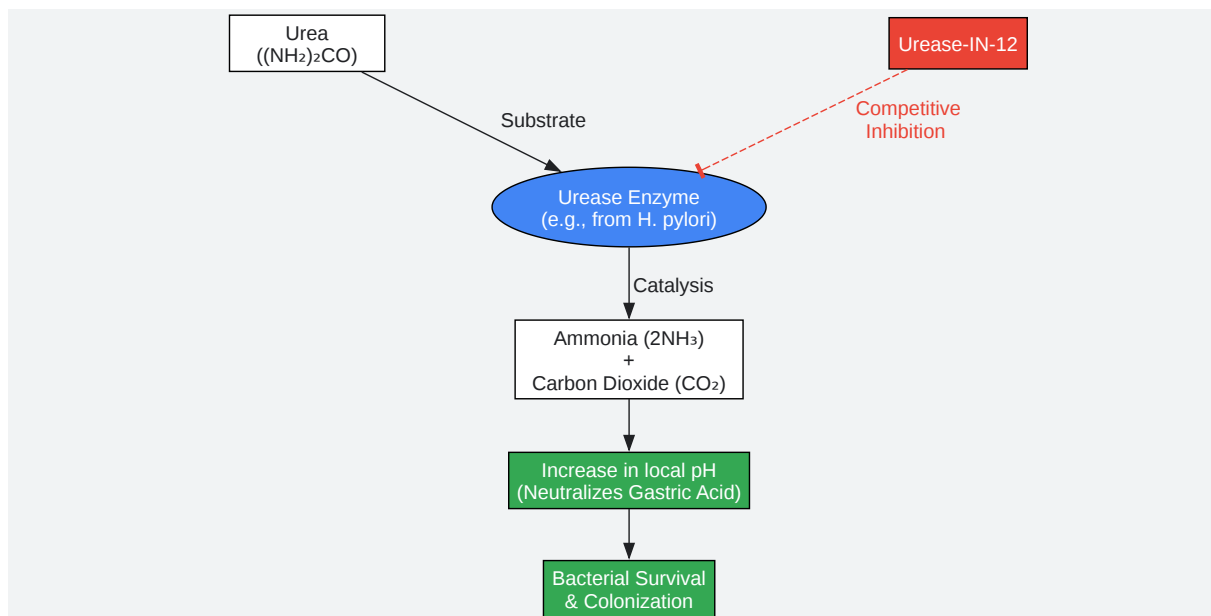 Urea
((NH₂)₂CO)
Urease-IN-12
Substrate
Competitive
Inhibition
Urease Enzyme
(e.g., from H. pylori)
Catalysis
Ammonia (2NH₃)
+
Carbon Dioxide (CO₂)
Increase in local pH
(Neutralizes Gastric Acid)
Bacterial Survival
& Colonization